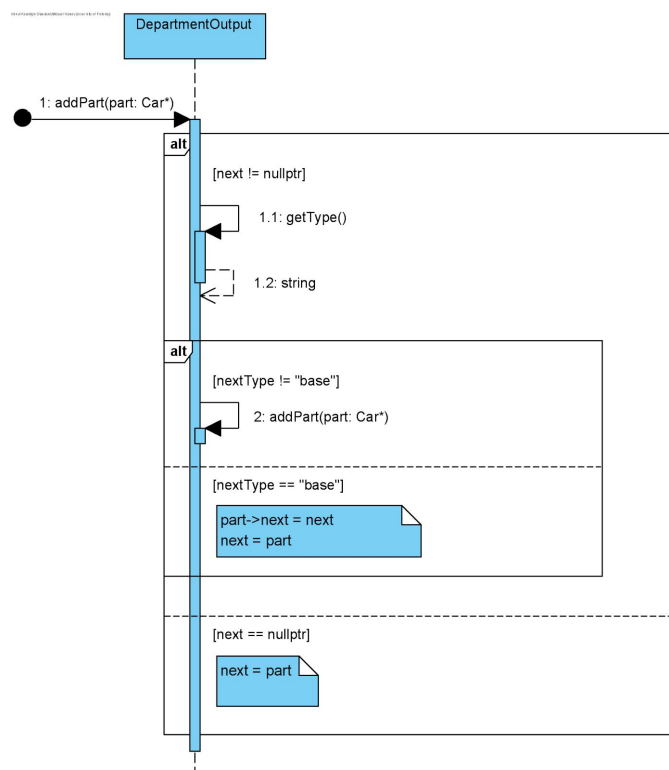 DepartmentOutput
1: addPart(part: Car*)
alt
[next != nullptr]
1.1: getType()
1.2: string
alt
[nextType != "base"]
2: addPart(part: Car*)
[nextType == "base"]
part->next = next
next = part
[next == nullptr]
next = part